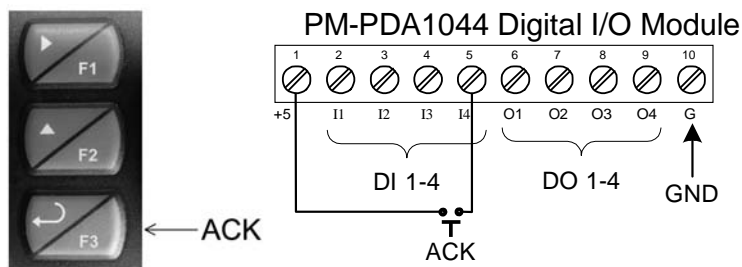 F1
F2
F3
ACK
PM-PDA1044 Digital I/O Module
1 2 3 4 5 6 7 8 9 10
+5 I1 I2 I3 I4 O1 O2 O3 O4 G
DI 1-4 DO 1-4 GND
ACK